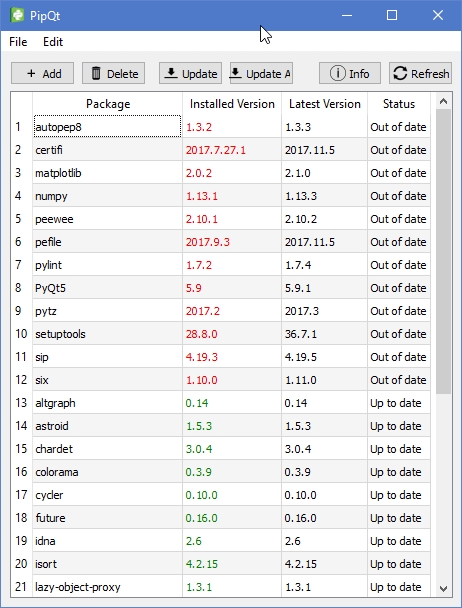 PipQt
File Edit
+ Add Delete Update Update A Info Refresh
Package Installed Version Latest Version Status
1 autopep8 1.3.2 1.3.3 Out of date
2 certifi 2017.7.27.1 2017.11.5 Out of date
3 matplotlib 2.0.2 2.1.0 Out of date
4 numpy 1.13.1 1.13.3 Out of date
5 peewee 2.10.1 2.10.2 Out of date
6 pefile 2017.9.3 2017.11.5 Out of date
7 pylint 1.7.2 1.7.4 Out of date
8 PyQt5 5.9 5.9.1 Out of date
9 pytz 2017.2 2017.3 Out of date
10 setuptools 28.8.0 36.7.1 Out of date
11 sip 4.19.3 4.19.5 Out of date
12 six 1.10.0 1.11.0 Out of date
13 altgraph 0.14 0.14 Up to date
14 astroid 1.5.3 1.5.3 Up to date
15 chardet 3.0.4 3.0.4 Up to date
16 colorama 0.3.9 0.3.9 Up to date
17 cycler 0.10.0 0.10.0 Up to date
18 future 0.16.0 0.16.0 Up to date
19 idna 2.6 2.6 Up to date
20 isort 4.2.15 4.2.15 Up to date
21 lazy-object-proxy 1.3.1 1.3.1 Up to date